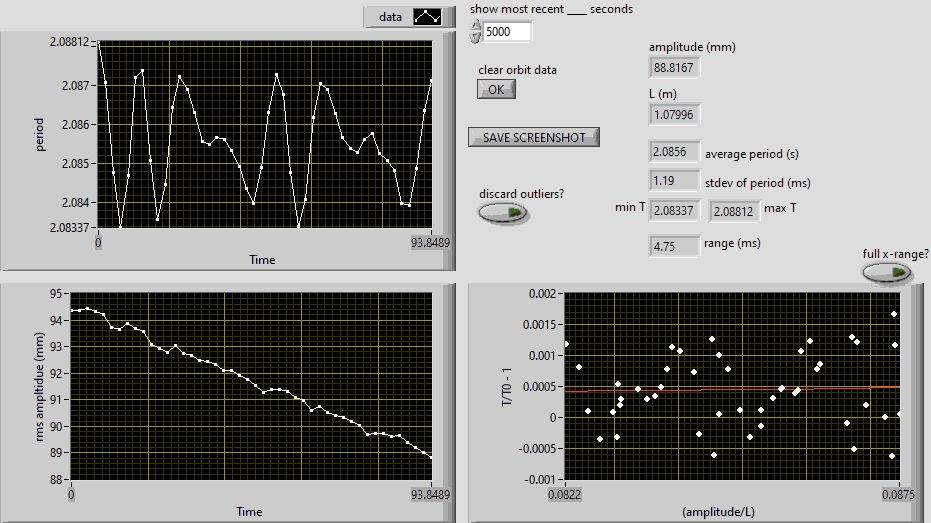 data
2.08812
2.087
2.086
2.085
2.084
2.08337
period
0
93.8489
Time
show most recent ____ seconds
5000
clear orbit data
OK
SAVE SCREENSHOT
discard outliers?
amplitude (mm)
88.8167
L (m)
1.07996
2.0856 average period (s)
1.19 stdev of period (ms)
min T 2.08337 2.08812 max T
4.75 range (ms)
full x-range?
95
94
93
92
91
90
89
88
rms ampltidue (mm)
0
93.8489
Time
0.002
0.0015
0.001
0.0005
0
-0.0005
-0.001
T/T0 - 1
0.0822
0.0875
(amplitude/L)